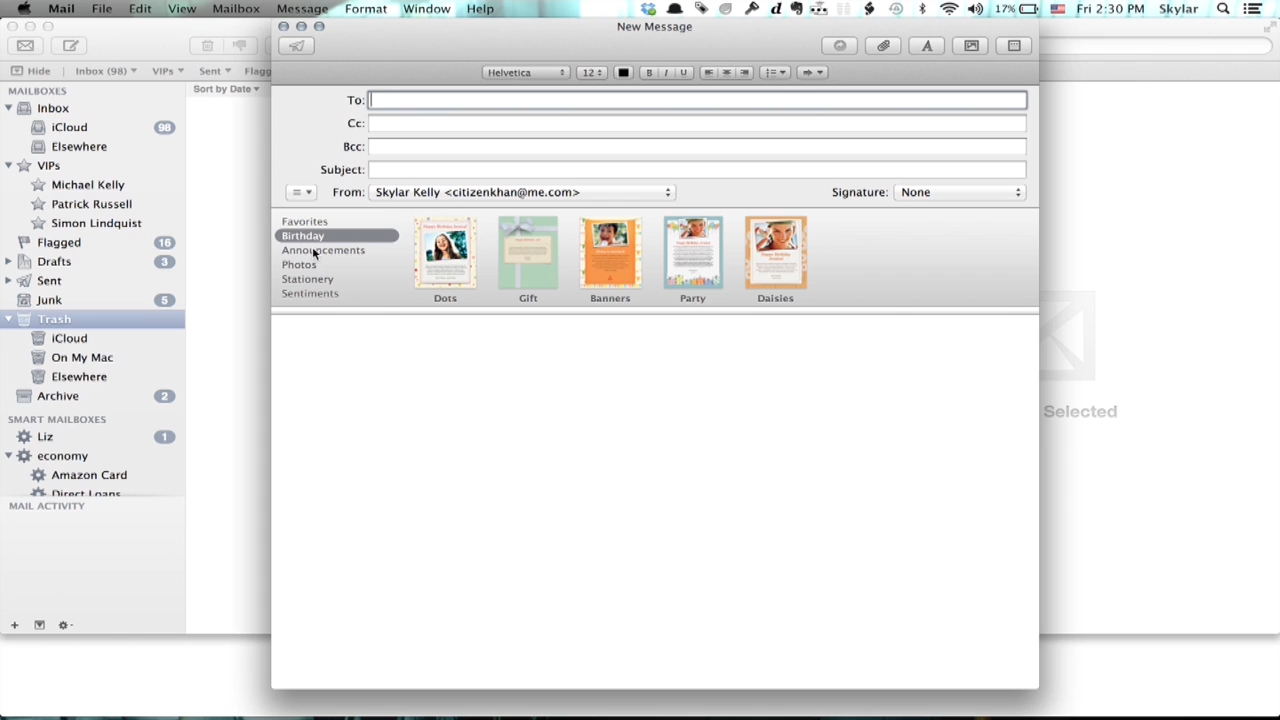 Mail File Edit View Mailbox Message Format Window Help 17% Fri 2:30 PM Skylar
New Message
Hide Inbox (98) VIPs Sent Flagg
Helvetica 12 B I U
Sort by Date
MAILBOXES
Inbox
iCloud 98
Elsewhere
VIPs
Michael Kelly
Patrick Russell
Simon Lindquist
Flagged 16
Drafts 3
Sent
Junk 5
Trash
iCloud
On My Mac
Elsewhere
Archive 2
SMART MAILBOXES
Liz 1
economy
Amazon Card
Direct Loans
MAIL ACTIVITY
To:
Cc:
Bcc:
Subject:
From: Skylar Kelly <citizenkhan@me.com> Signature: None
Favorites
Birthday
Announcements
Photos
Stationery
Sentiments
Dots Gift Banners Party Daisies
Selected